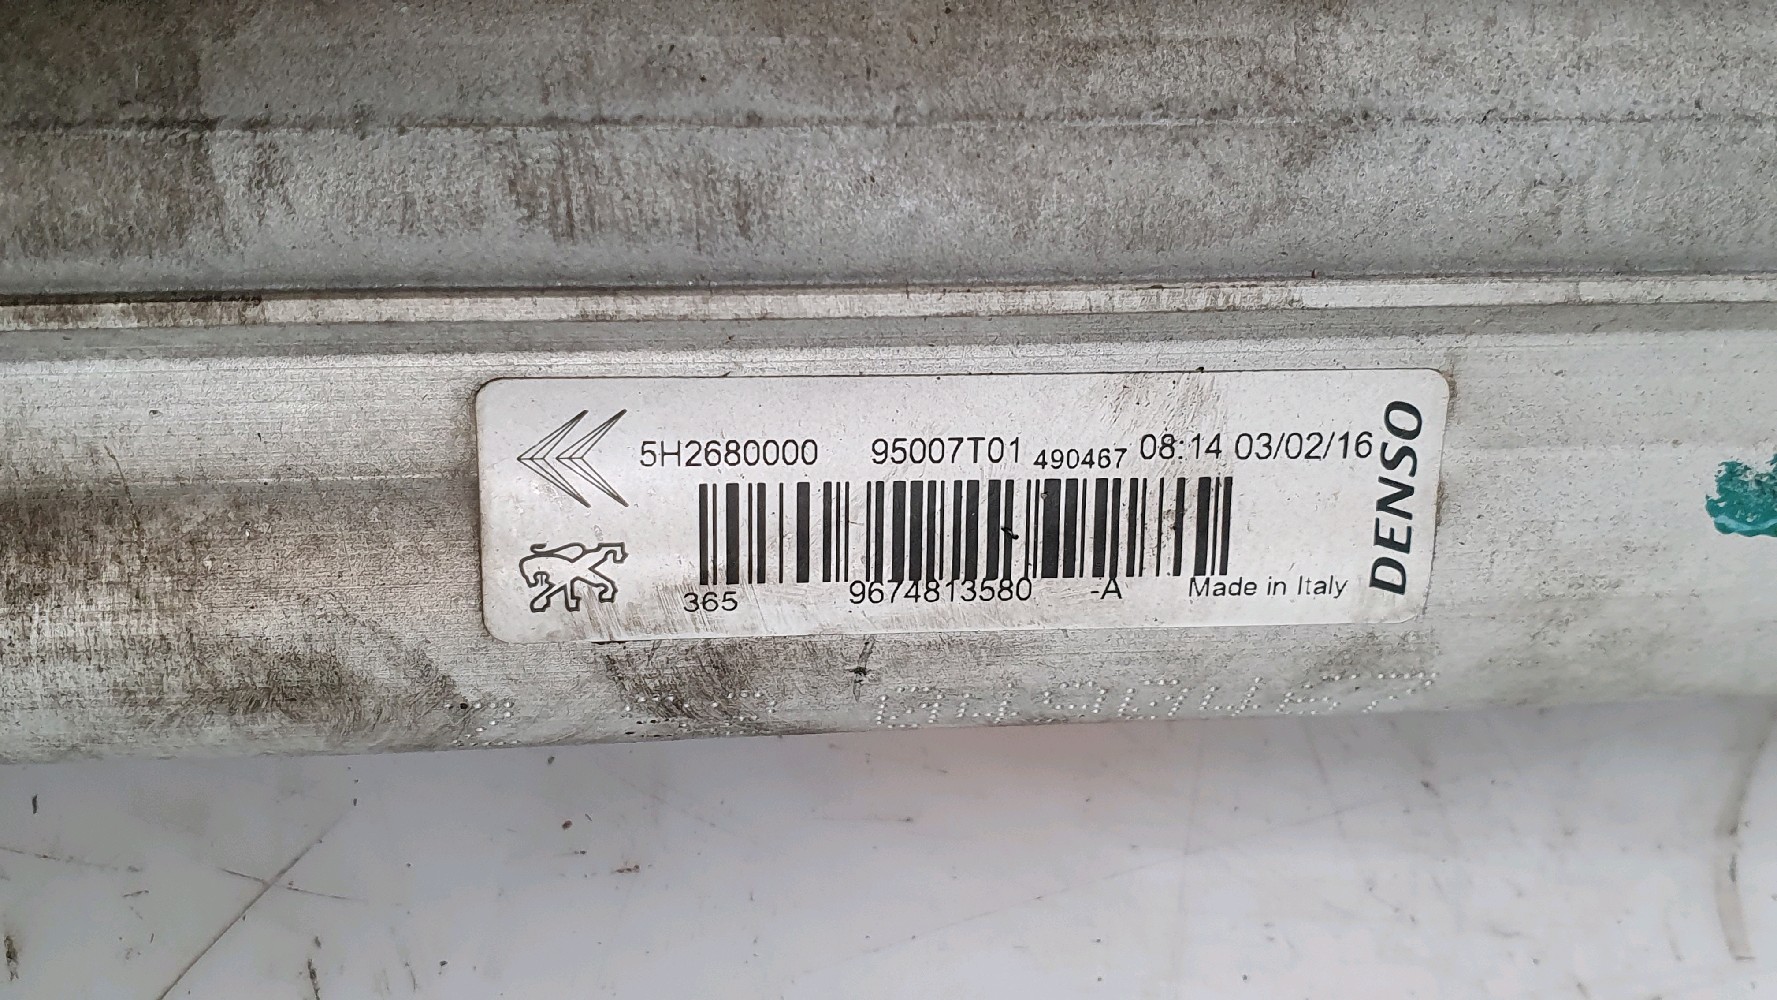 5H2680000 95007T01 490467 08:14 03/02/16
365 9674813580 -A Made in Italy
DENSO